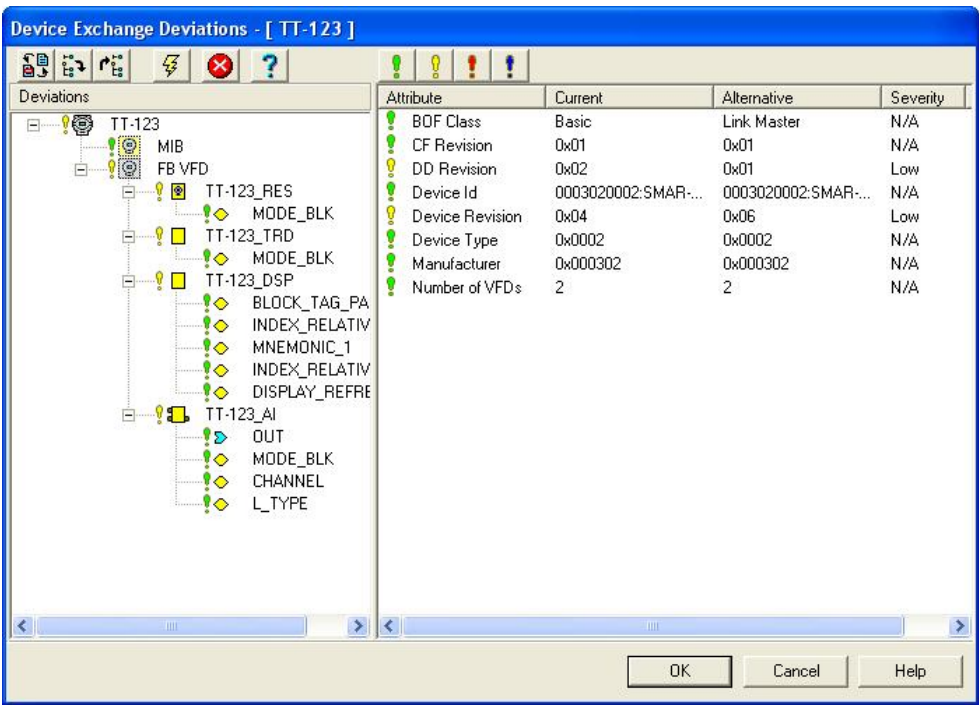 Device Exchange Deviations - [ TT-123 ]
Deviations
TT-123
MIB
FB VFD
TT-123_RES
MODE_BLK
TT-123_TRD
MODE_BLK
TT-123_DSP
BLOCK_TAG_PA
INDEX_RELATIV
MNEMONIC_1
INDEX_RELATIV
DISPLAY_REFRE
TT-123_AI
OUT
MODE_BLK
CHANNEL
L_TYPE
Attribute Current Alternative Severity
BOF Class Basic Link Master N/A
CF Revision 0x01 0x01 N/A
DD Revision 0x02 0x01 Low
Device Id 0003020002:SMAR-... 0003020002:SMAR-... N/A
Device Revision 0x04 0x06 Low
Device Type 0x0002 0x0002 N/A
Manufacturer 0x000302 0x000302 N/A
Number of VFDs 2 2 N/A
OK Cancel Help